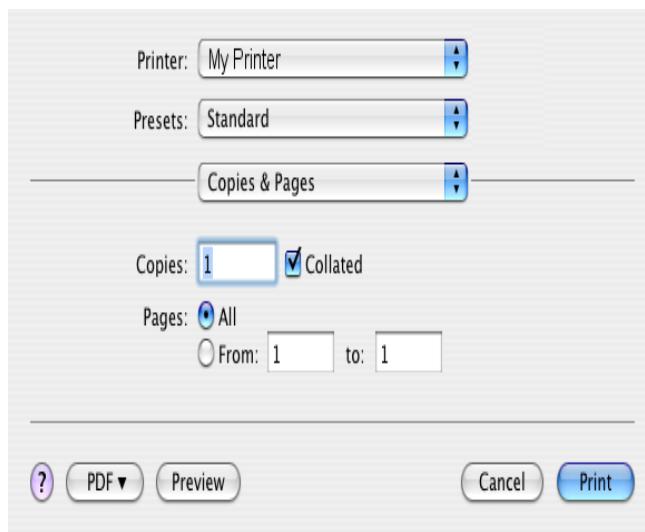 Printer: My Printer
Presets: Standard
Copies & Pages
Copies: 1 Collated
Pages: All
From: 1 to: 1
? PDF▼ Preview Cancel Print